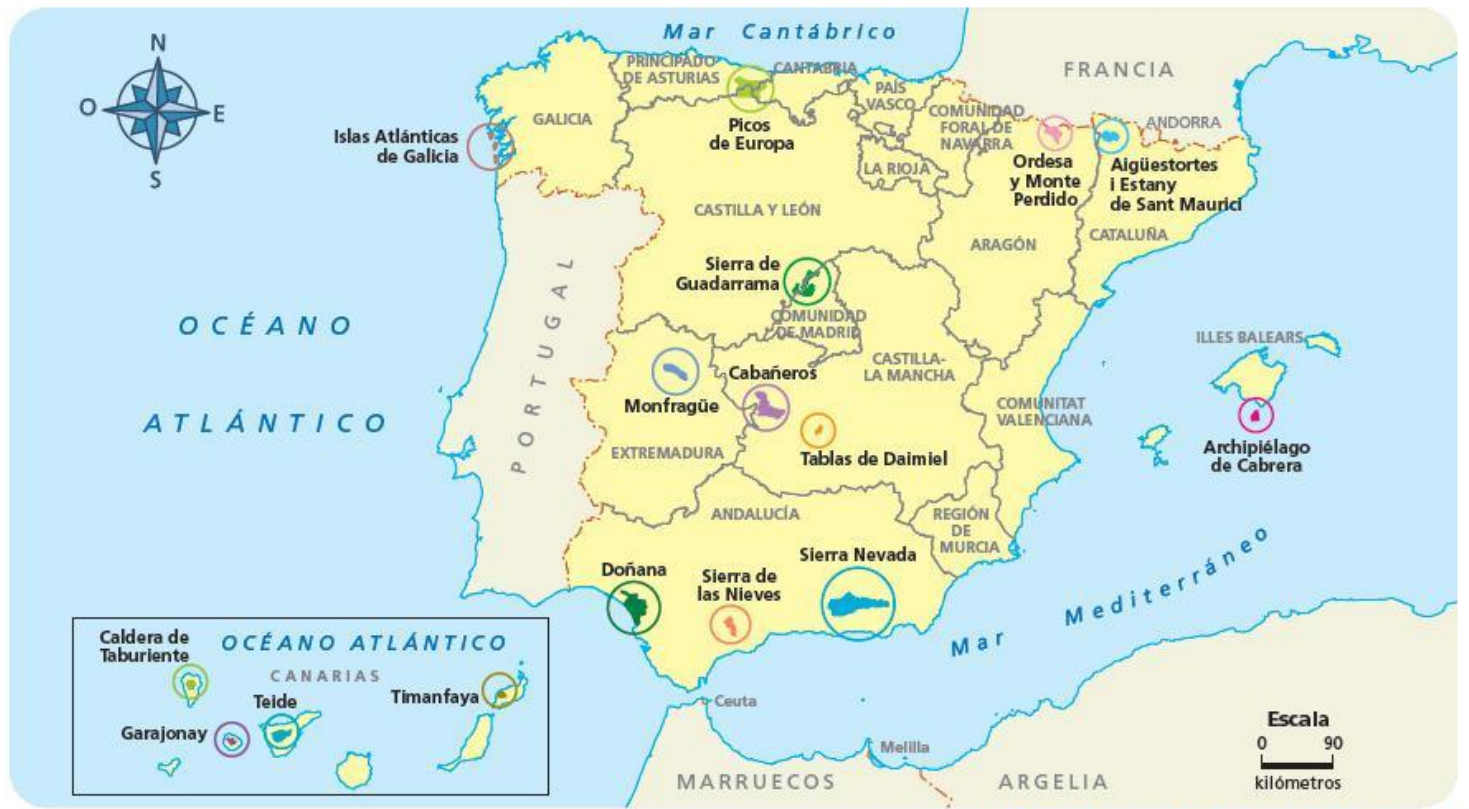 Mar Cantábrico
N
O
E
S
FRANCIA
PRINCIPADO
DE ASTURIAS
CANTABRIA
PAÍS
VASCO
COMUNIDAD
FORAL DE
NAVARRA
ANDORRA
GALICIA
Islas Atlánticas
de Galicia
Picos
de Europa
LA RIOJA
Ordesa
y Monte
Perdido
Aigüestortes
i Estany
de Sant Maurici
CASTILLA Y LEÓN
ARAGÓN
CATALUÑA
Sierra de
Guadarrama
COMUNIDAD
DE MADRID
OCÉANO
ATLÁNTICO
PORTUGAL
ILLES BALEARS
CASTILLA-
LA MANCHA
Cabañeros
Monfragüe
COMUNITAT
VALENCIANA
EXTREMADURA
Tablas de Daimiel
Archipiélago
de Cabrera
ANDALUCÍA
REGIÓN
DE
MURCIA
Sierra Nevada
Doñana
Sierra de
las Nieves
Mar Mediterráneo
Caldera de
Taburiente
OCÉANO ATLÁNTICO
CANARIAS
Teide
Timanfaya
Garajonay
Ceuta
Melilla
MARRUECOS
ARGELIA
Escala
0 90
kilómetros